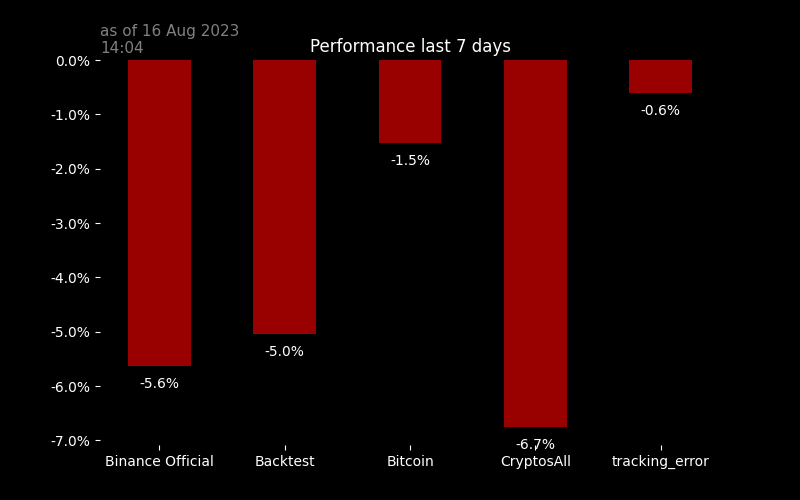 as of 16 Aug 2023
14:04
Performance last 7 days
0.0%
-1.0%
-2.0%
-3.0%
-4.0%
-5.0%
-6.0%
-7.0%
-5.6%
-5.0%
-1.5%
-6.7%
-0.6%
Binance Official
Backtest
Bitcoin
CryptosAll
tracking_error